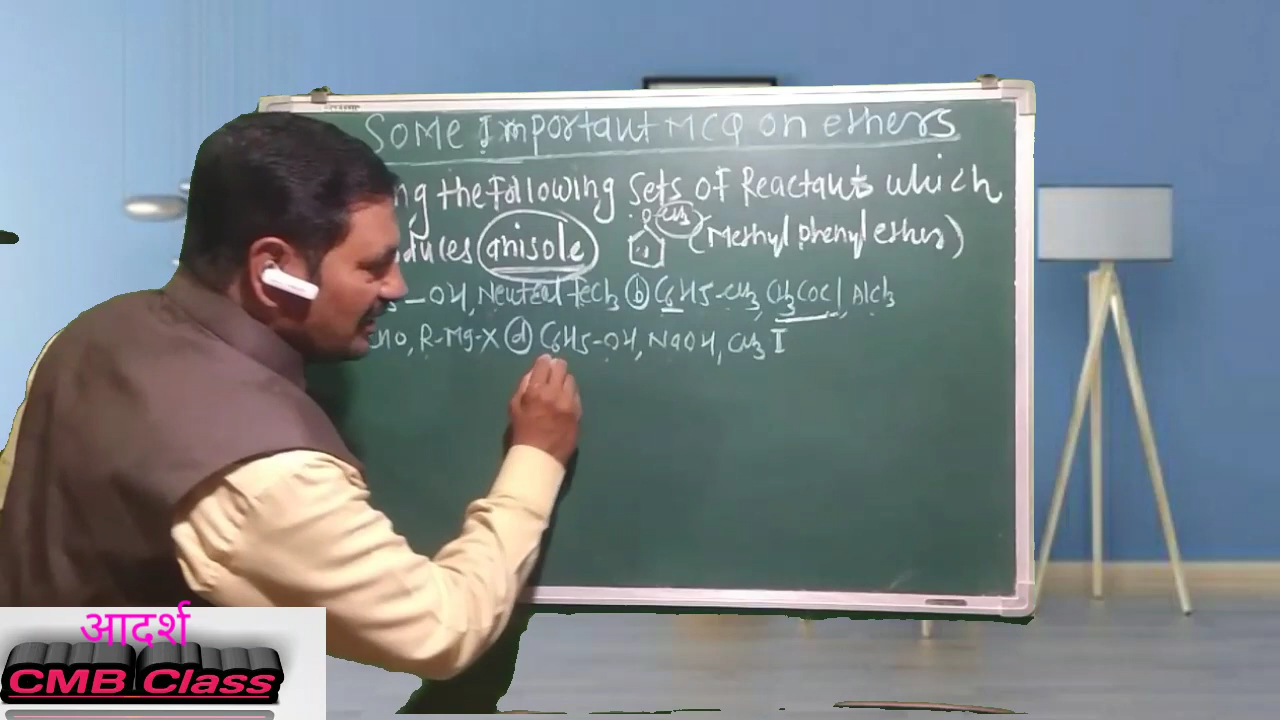 Some Important MCQ on ethers
ng the Following Sets of Reactants which
duces anisole O CH3 (Methyl phenyl ether)
-OH, Neutral FeCl3 (b) C6H5-CH3, CH3COCl, AlCl3
HO, R-Mg-X (d) C6H5-OH, NaOH, CH3I
आदर्श
CMB Class